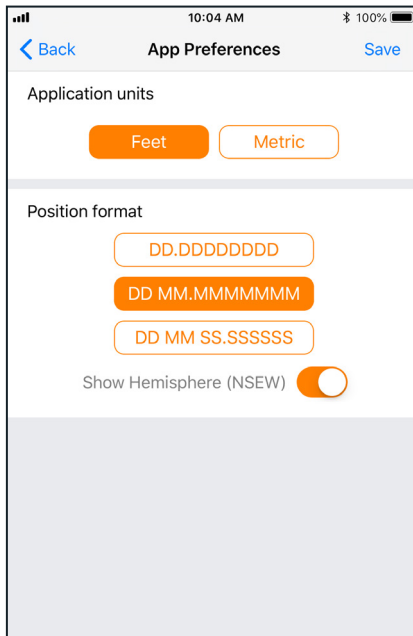 10:04 AM 100%
Back App Preferences Save
Application units
Feet Metric
Position format
DD.DDDDDDDD
DD MM.MMMMMMM
DD MM SS.SSSSSS
Show Hemisphere (NSEW)